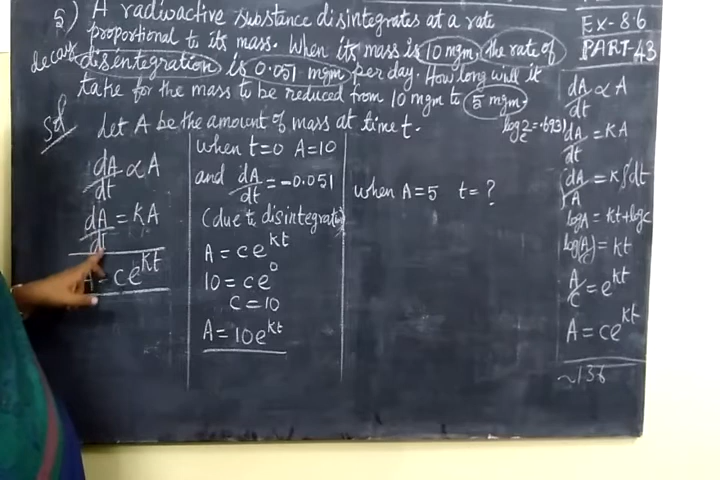 5) A radioactive substance disintegrates at a rate
proportional to its mass. When its mass is 10 mgm, the rate of
decay disintegration is 0.051 mgm per day. How long will it
take for the mass to be reduced from 10 mgm to 5 mgm.
Sol Let A be the amount of mass at time t.
dA/dt ∝ A
dA/dt = KA
A = ce^kt
when t=0 A=10
and dA/dt = -0.051
(due to disintegration)
A = ce^kt
10 = ce^0
C = 10
A = 10e^kt
log_e 2 = .6931
when A=5 t=?
Ex-8.6
PART-43
dA/dt ∝ A
dA/dt = KA
∫dA/A = K∫dt
logA = kt+logc
log(A/C) = kt
A/C = e^kt
A = ce^kt
~136